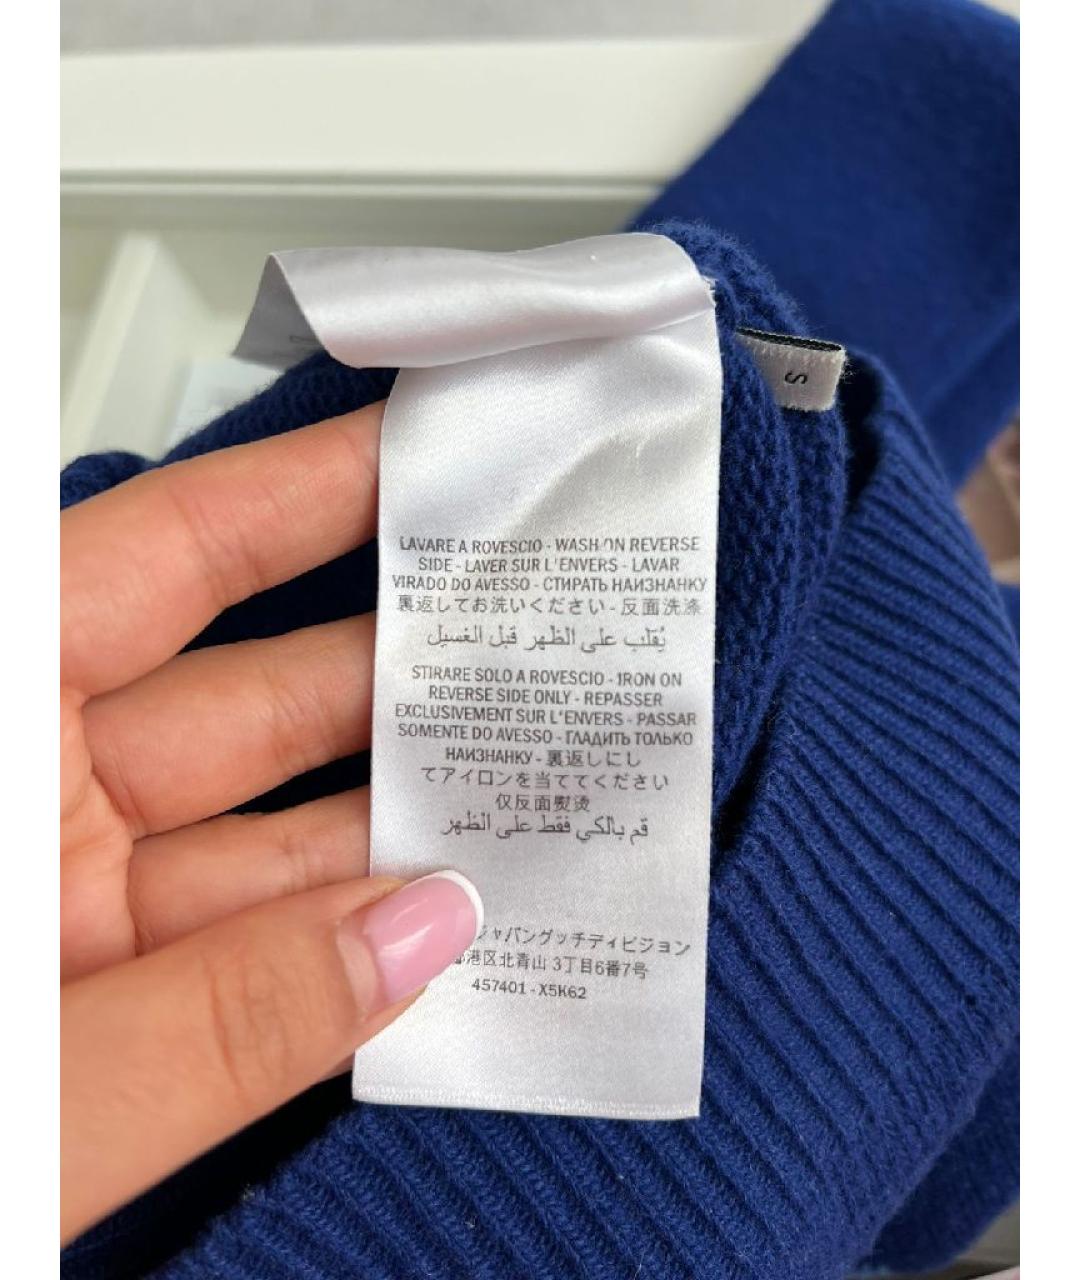 S
LAVARE A ROVESCIO - WASH ON REVERSE
SIDE - LAVER SUR L'ENVERS - LAVAR
VIRADO DO AVESSO - СТИРАТЬ НАИЗНАНКУ
裏返してお洗いください - 反面洗涤
يُقلب على الظهر قبل الغسيل
STIRARE SOLO A ROVESCIO - IRON ON
REVERSE SIDE ONLY - REPASSER
EXCLUSIVEMENT SUR L'ENVERS - PASSAR
SOMENTE DO AVESSO - ГЛАДИТЬ ТОЛЬКО
НАИЗНАНКУ - 裏返しにし
てアイロンを当ててください
仅反面熨烫
قم بالكي فقط على الظهر
ジャパングッチディビジョン
港区北青山 3丁目6番7号
457401 - X5K62